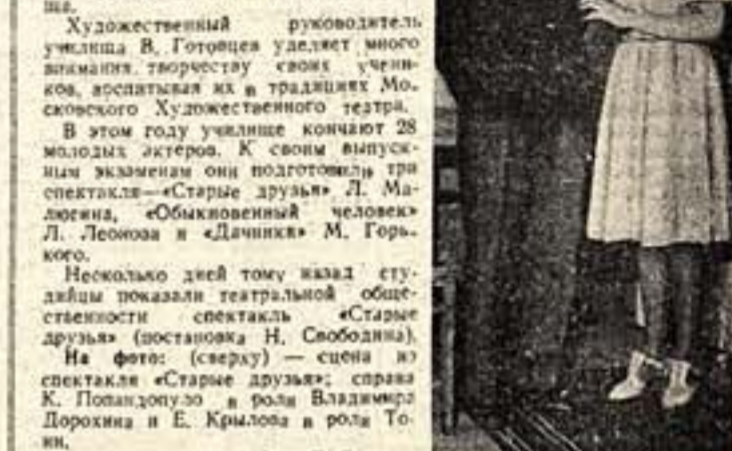 ще.
Художественный руководитель
училища В. Готовцев уделяет много
внимания творчеству своих учени-
ков, воспитывая их в традициях Мо-
сковского Художественного театра.
В этом году училище кончают 28
молодых актеров. К своим выпуск-
ным экзаменам они подготовили три
спектакля—«Старые друзья» Л. Ма-
люгина, «Обыкновенный человек»
Л. Леонова и «Дачники» М. Горь-
кого.
Несколько дней тому назад сту-
дийцы показали театральной обще-
ственности спектакль «Старые
друзья» (постановка Н. Свободина).
На фото: (сверху) — сцена из
спектакля «Старые друзья»; справа
К. Попандопуло в роли Владимира
Дорохина и Е. Крылова в роли То-
ни.